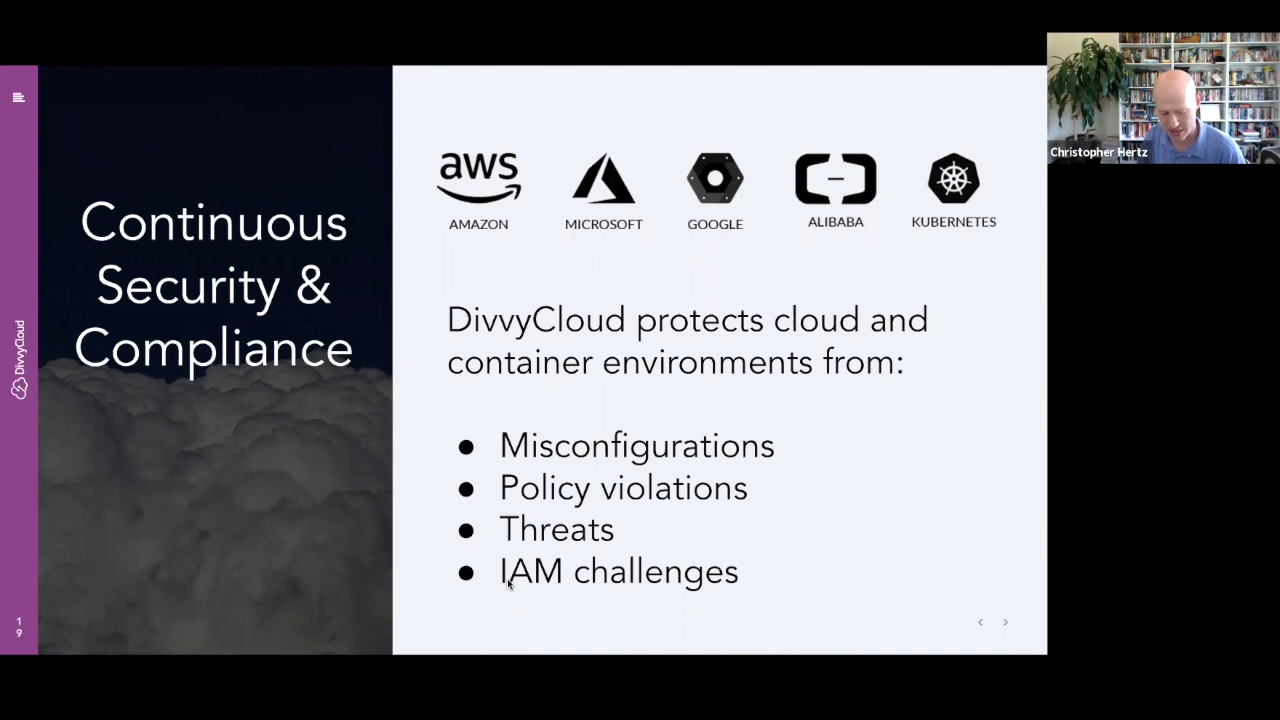 Continuous
Security &
Compliance
DivvyCloud
1
9
aws
AMAZON
MICROSOFT
GOOGLE
ALIBABA
KUBERNETES
DivvyCloud protects cloud and
container environments from:
● Misconfigurations
● Policy violations
● Threats
● IAM challenges
Christopher Hertz